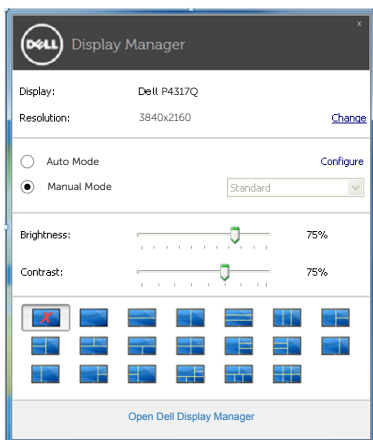 x
DELL Display Manager
Display: Dell P4317Q
Resolution: 3840x2160 Change
Auto Mode Configure
Manual Mode Standard
Brightness: 75%
Contrast: 75%
Open Dell Display Manager